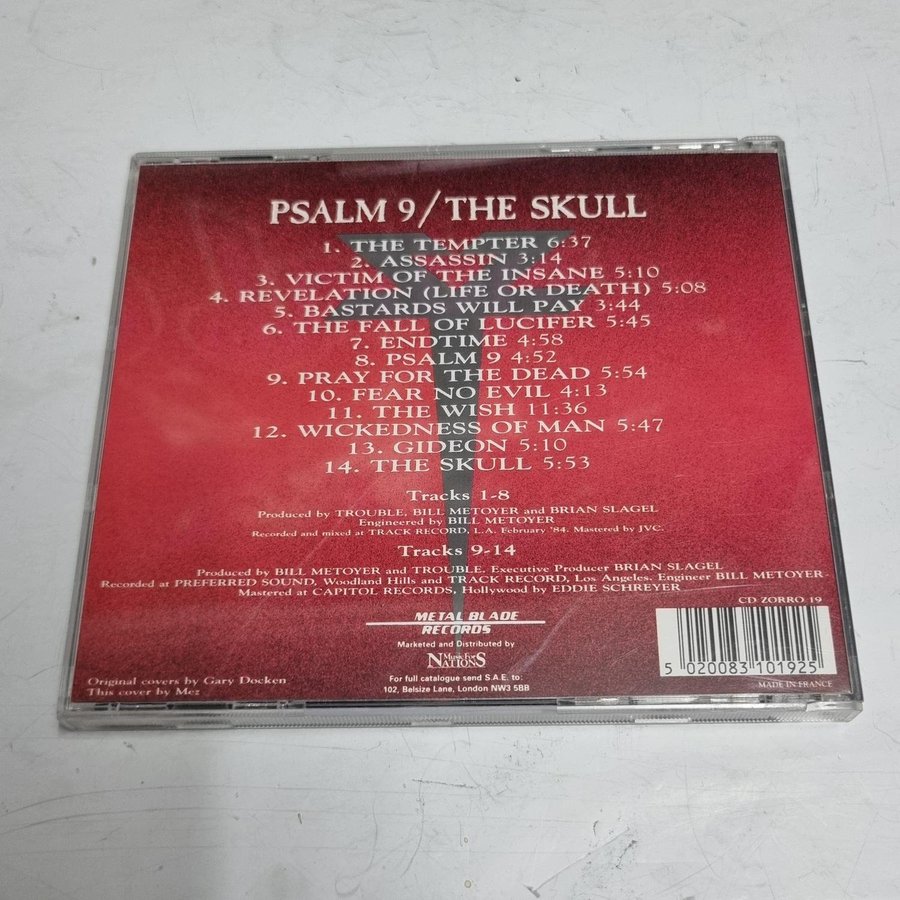 PSALM 9/THE SKULL
1. THE TEMPTER 6:37
2. ASSASSIN 3:14
3. VICTIM OF THE INSANE 5:10
4. REVELATION (LIFE OR DEATH) 5:08
5. BASTARDS WILL PAY 3:44
6. THE FALL OF LUCIFER 5:45
7. ENDTIME 4:58
8. PSALM 9 4:52
9. PRAY FOR THE DEAD 5:54
10. FEAR NO EVIL 4:13
11. THE WISH 11:36
12. WICKEDNESS OF MAN 5:47
13. GIDEON 5:10
14. THE SKULL 5:53
Tracks 1-8
Produced by TROUBLE, BILL METOYER and BRIAN SLAGEL
Engineered by BILL METOYER
Recorded and mixed at TRACK RECORD, L.A. February '84. Mastered by JVC.
Tracks 9-14
Produced by BILL METOYER and TROUBLE. Executive Producer BRIAN SLAGEL
Recorded at PREFERRED SOUND, Woodland Hills and TRACK RECORD, Los Angeles. Engineer BILL METOYER
Mastered at CAPITOL RECORDS, Hollywood by EDDIE SCHREYER
CD ZORRO 19
METAL BLADE
RECORDS
Marketed and Distributed by
Music For
NATIONS
For full catalogue send S.A.E. to:
102, Belsize Lane, London NW3 5BB
5 020083 101925
MADE IN FRANCE
Original covers by Gary Docken
This cover by Mez